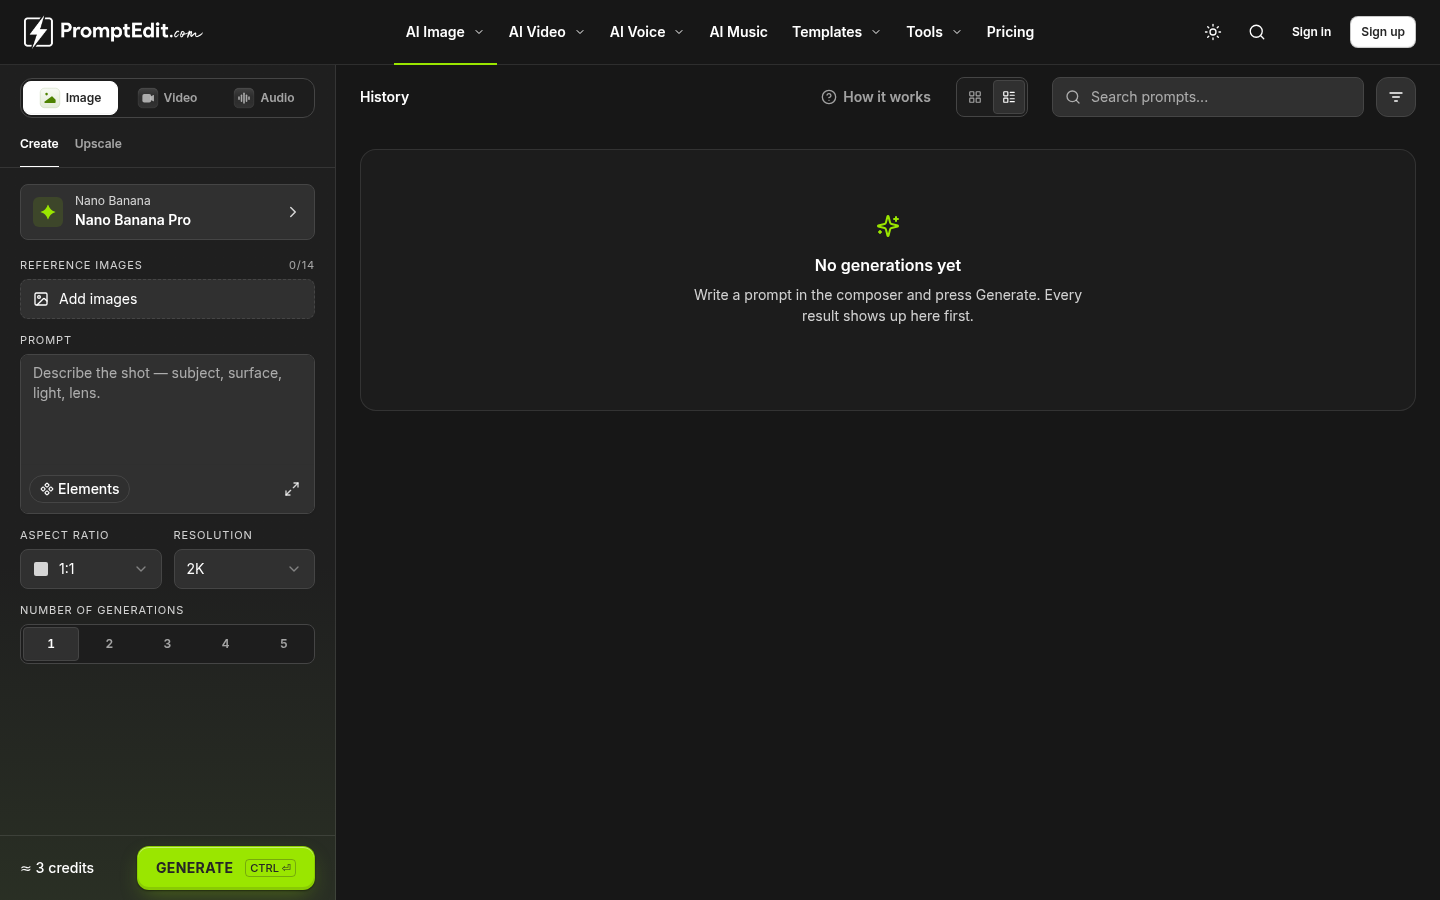 PromptEdit.com
AI Image
AI Video
AI Voice
AI Music
Templates
Tools
Pricing
Sign in
Sign up
Image
Video
Audio
Create
Upscale
Nano Banana
Nano Banana Pro
REFERENCE IMAGES
0/14
Add images
PROMPT
Describe the shot — subject, surface,
light, lens.
Elements
ASPECT RATIO
RESOLUTION
1:1
2K
NUMBER OF GENERATIONS
1
2
3
4
5
≈ 3 credits
GENERATE
CTRL ⏎
History
How it works
Search prompts...
No generations yet
Write a prompt in the composer and press Generate. Every
result shows up here first.